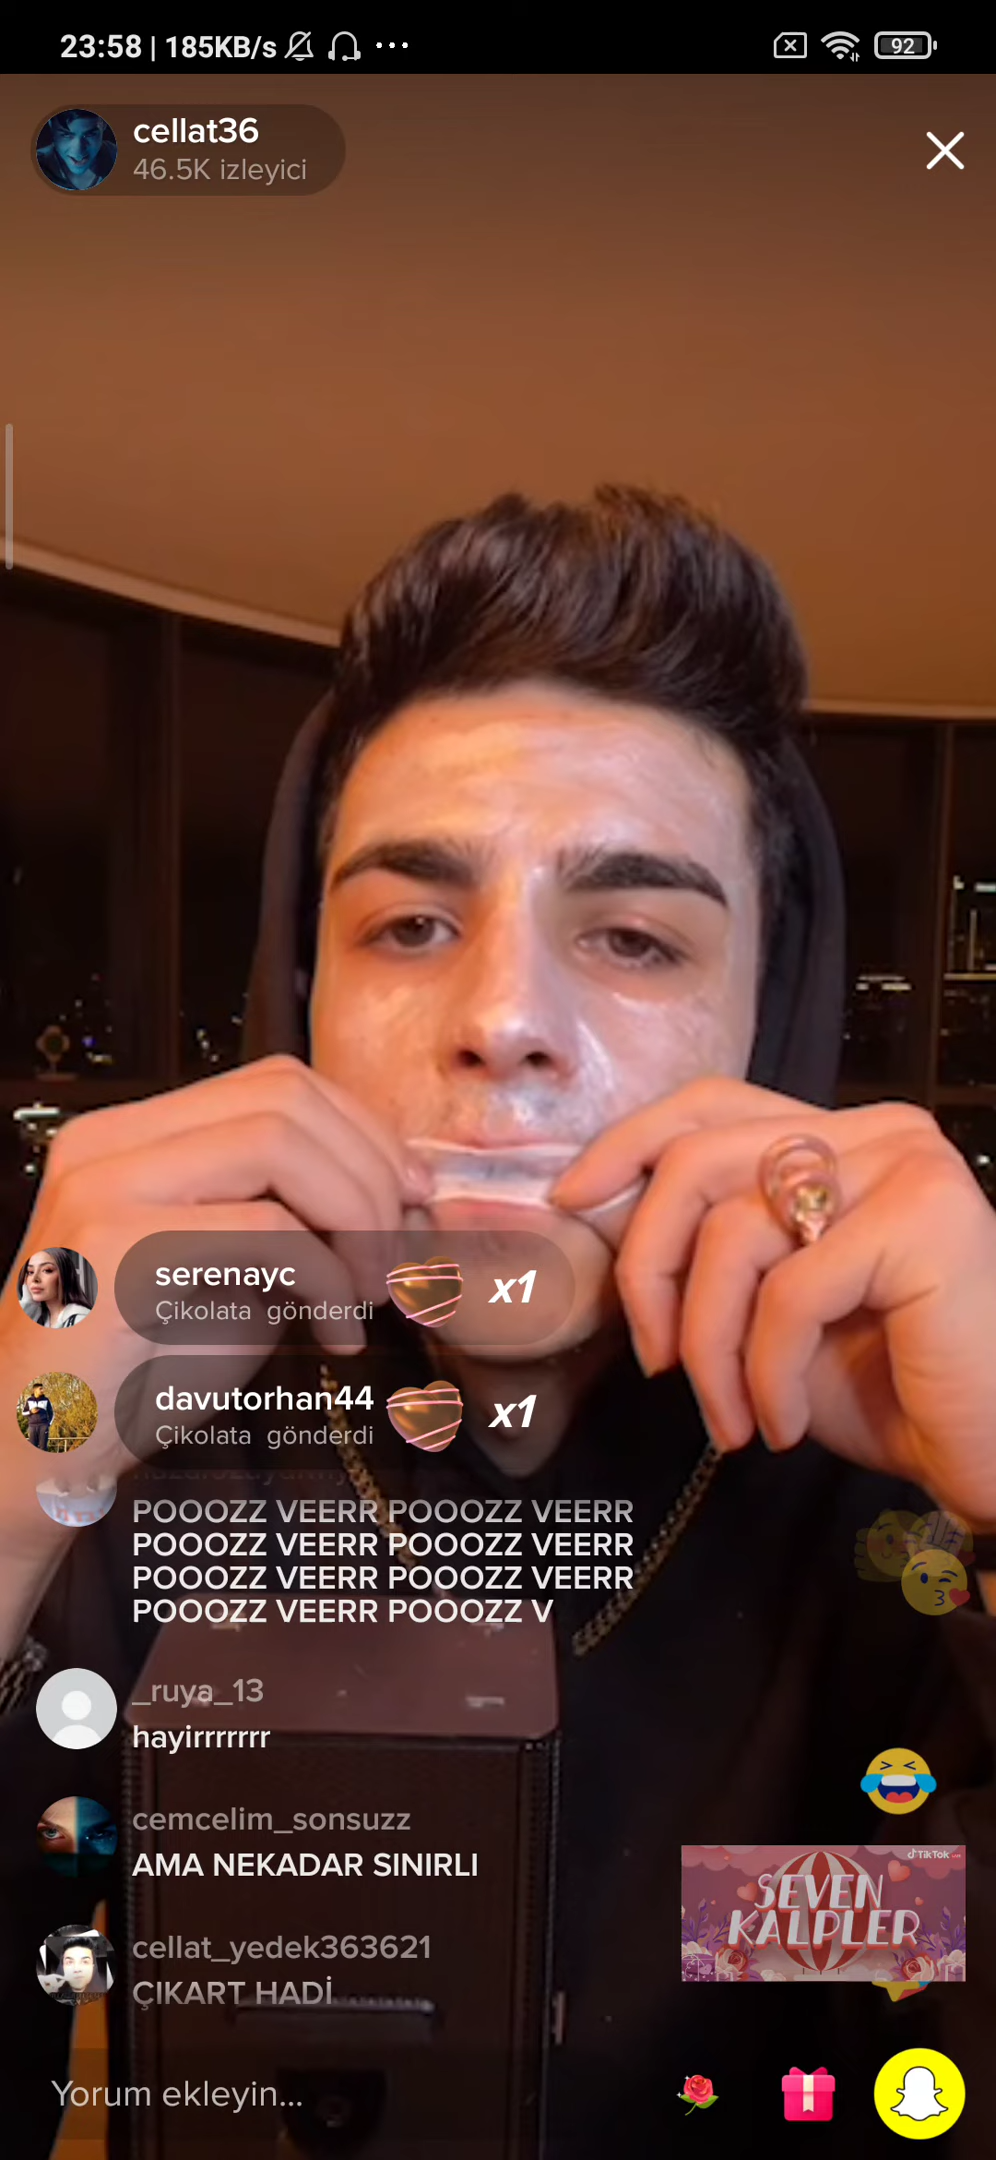 23:58 | 185KB/s
92
cellat36
46.5K izleyici
serenayc
Çikolata gönderdi
x1
davutorhan44
Çikolata gönderdi
x1
POOOZZ VEERR POOOZZ VEERR
POOOZZ VEERR POOOZZ VEERR
POOOZZ VEERR POOOZZ VEERR
POOOZZ VEERR POOOZZ V
_ruya_13
hayirrrrrrr
cemcelim_sonsuzz
AMA NEKADAR SINIRLI
TikTok
SEVEN
KALPLER
cellat_yedek363621
ÇIKART HADİ
Yorum ekleyin...